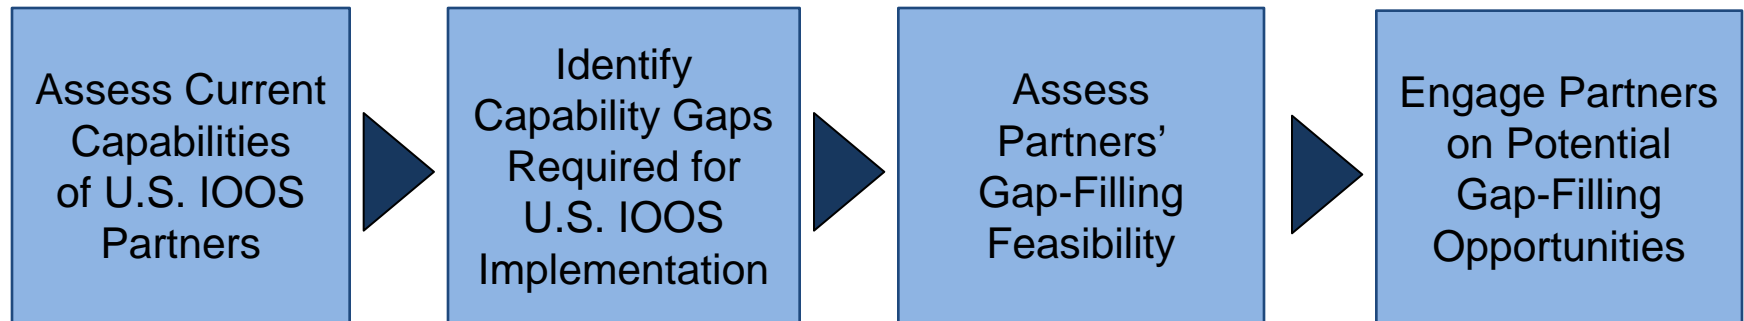 Assess Current
Capabilities
of U.S. IOOS
Partners
Identify
Capability Gaps
Required for
U.S. IOOS
Implementation
Assess
Partners’
Gap-Filling
Feasibility
Engage Partners
on Potential
Gap-Filling
Opportunities